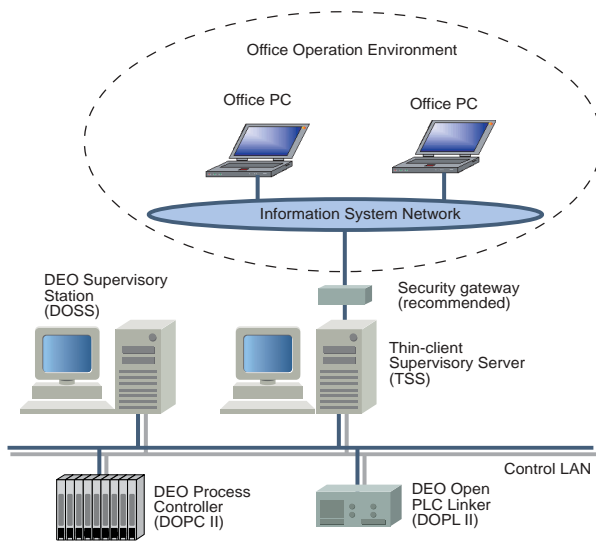 Office Operation Environment
Office PC
Office PC
Information System Network
DEO Supervisory
Station
(DOSS)
Security gateway
(recommended)
Thin-client
Supervisory Server
(TSS)
Control LAN
DEO Process
Controller
(DOPC II)
DEO Open
PLC Linker
(DOPL II)